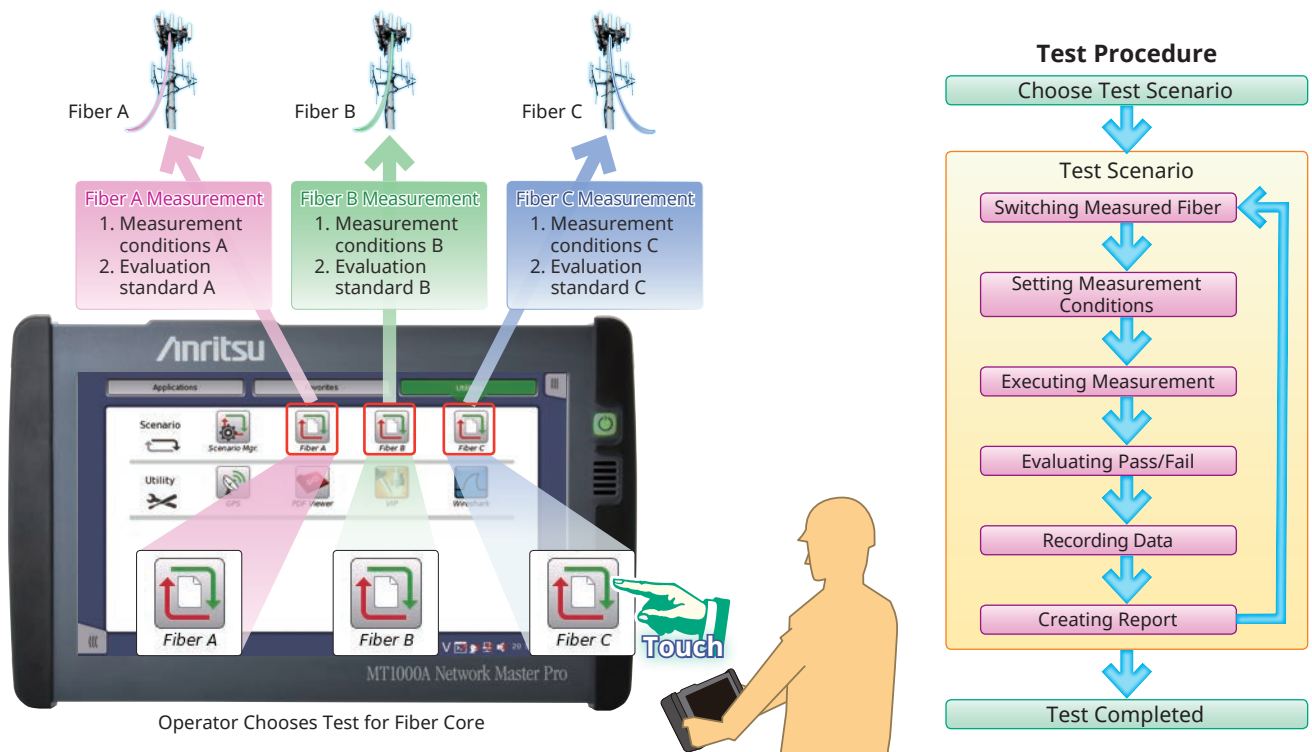 Fiber A
Fiber B
Fiber C
Fiber A Measurement
1. Measurement
conditions A
2. Evaluation
standard A
Fiber B Measurement
1. Measurement
conditions B
2. Evaluation
standard B
Fiber C Measurement
1. Measurement
conditions C
2. Evaluation
standard C
Anritsu
Applications
Favorites
Scenario
Scenario Mgr.
Fiber A
Fiber B
Fiber C
Utility
GPS
PDF Viewer
VIP
Wireshark
Fiber A
Fiber B
Fiber C
Touch
MT1000A Network Master Pro
Operator Chooses Test for Fiber Core
Test Procedure
Choose Test Scenario
Test Scenario
Switching Measured Fiber
Setting Measurement
Conditions
Executing Measurement
Evaluating Pass/Fail
Recording Data
Creating Report
Test Completed